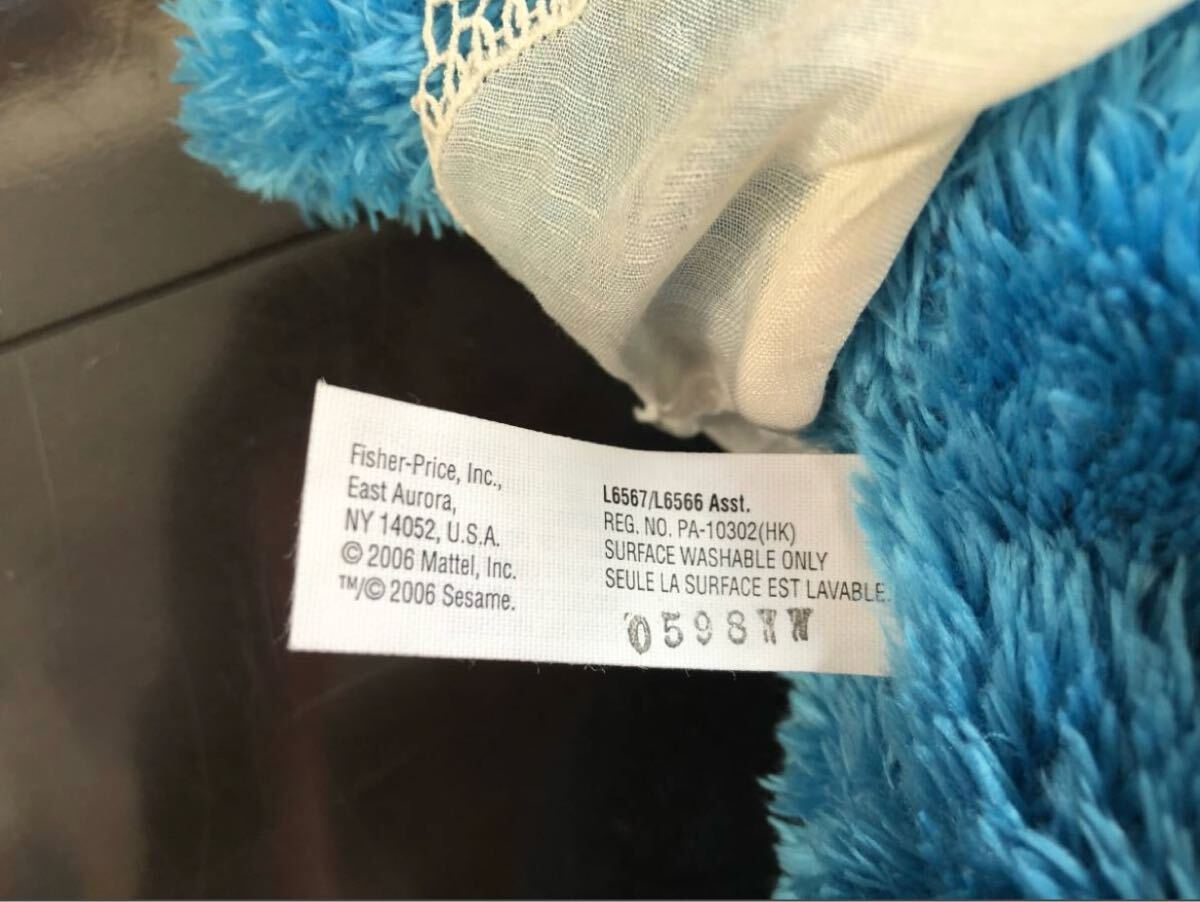 Fisher-Price, Inc.,
East Aurora,
NY 14052, U.S.A.
© 2006 Mattel, Inc.
™/© 2006 Sesame.
L6567/L6566 Asst.
REG. NO. PA-10302(HK)
SURFACE WASHABLE ONLY
SEULE LA SURFACE EST LAVABLE.
0598